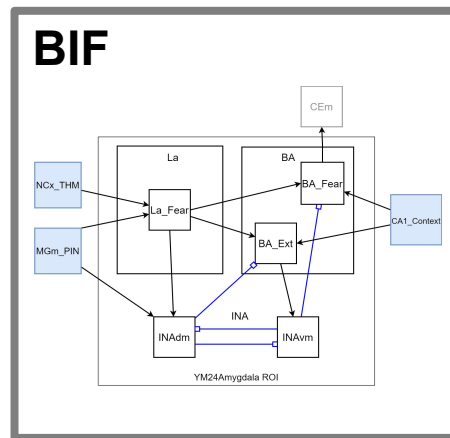 BIF
CEm
La
BA
NCx_THM
La_Fear
BA_Fear
CA1_Context
MGm_PIN
BA_Ext
INA
INAdm
INAvm
YM24Amygdala ROI